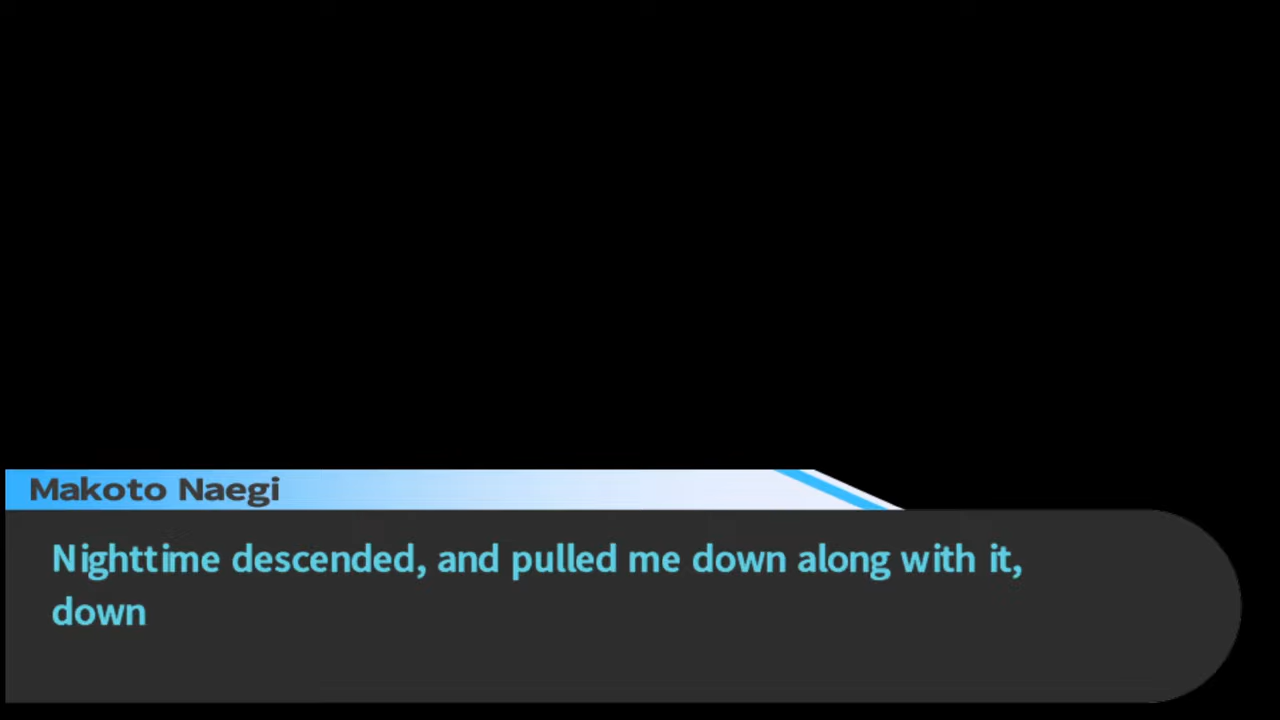 Makoto Naegi
Nighttime descended, and pulled me down along with it,
down